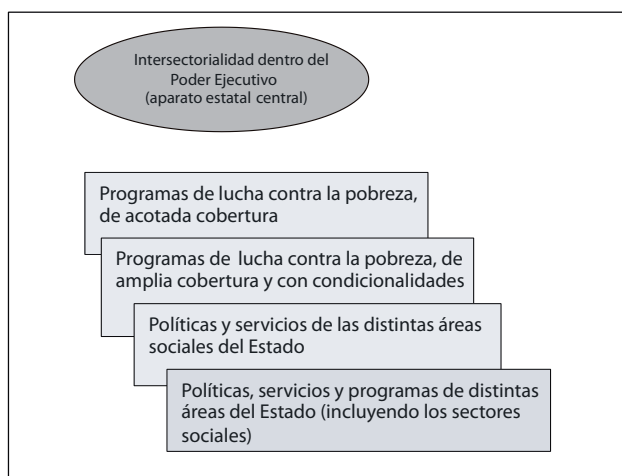 Intersectorialidad dentro del
Poder Ejecutivo
(aparato estatal central)
Programas de lucha contra la pobreza,
de acotada cobertura
Programas de lucha contra la pobreza, de
amplia cobertura y con condicionalidades
Políticas y servicios de las distintas áreas
sociales del Estado
Políticas, servicios y programas de distintas
áreas del Estado (incluyendo los sectores
sociales)